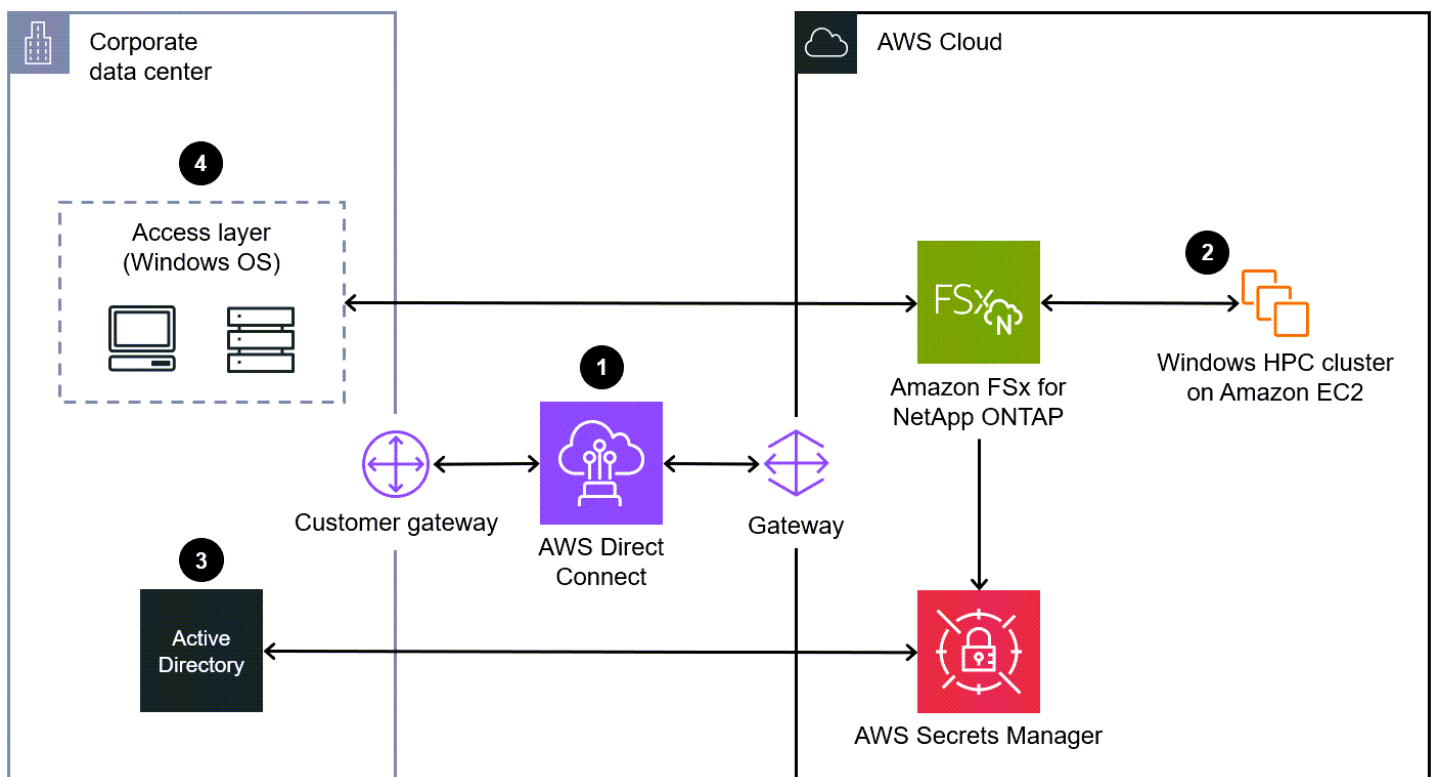 Corporate
data center
AWS Cloud
4
Access layer
(Windows OS)
2
FSx
N
Windows HPC cluster
on Amazon EC2
1
Amazon FSx for
NetApp ONTAP
Customer gateway
Gateway
AWS Direct
Connect
3
Active
Directory
AWS Secrets Manager